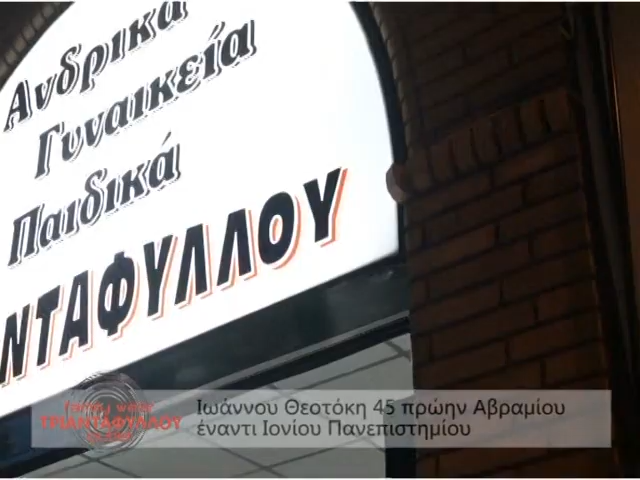 Ανδρικά
Γυναικεία
Παιδικά
ΝΤΑΦΥΛΛΟΥ
ΤΡΙΑΝΤΑΦΥΛΛΟΥ
Ιωάννου Θεοτόκη 45 πρώην Αβραμίου
έναντι Ιονίου Πανεπιστημίου